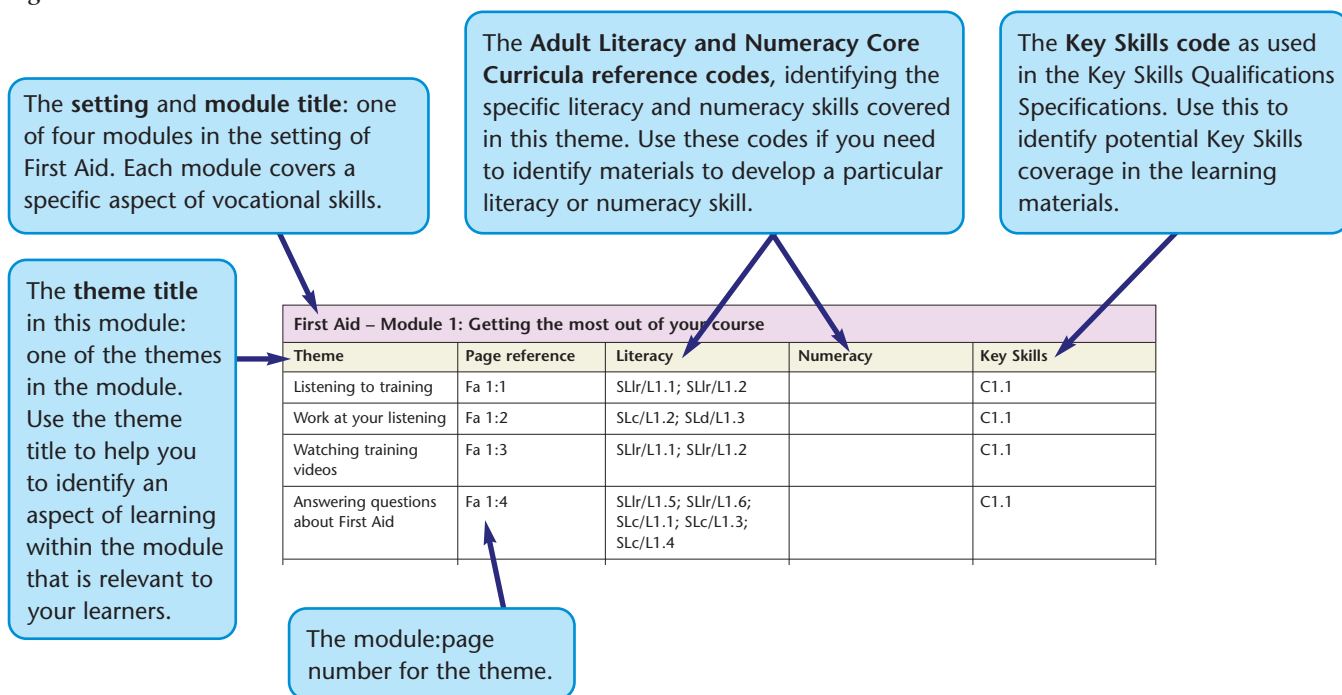 The setting and module title: one
of four modules in the setting of
First Aid. Each module covers a
specific aspect of vocational skills.
The Adult Literacy and Numeracy Core
Curricula reference codes, identifying the
specific literacy and numeracy skills covered
in this theme. Use these codes if you need
to identify materials to develop a particular
literacy or numeracy skill.
The Key Skills code as used
in the Key Skills Qualifications
Specifications. Use this to
identify potential Key Skills
coverage in the learning
materials.
The theme title
in this module:
one of the themes
in the module.
Use the theme
title to help you
to identify an
aspect of learning
within the module
that is relevant to
your learners.
First Aid – Module 1: Getting the most out of your course
Theme Page reference Literacy Numeracy Key Skills
Listening to training Fa 1:1 SLlr/L1.1; SLlr/L1.2 C1.1
Work at your listening Fa 1:2 SLc/L1.2; SLd/L1.3 C1.1
Watching training Fa 1:3 SLlr/L1.1; SLlr/L1.2 C1.1
videos
Answering questions Fa 1:4 SLlr/L1.5; SLlr/L1.6; C1.1
about First Aid SLc/L1.1; SLc/L1.3;
SLc/L1.4
The module:page
number for the theme.